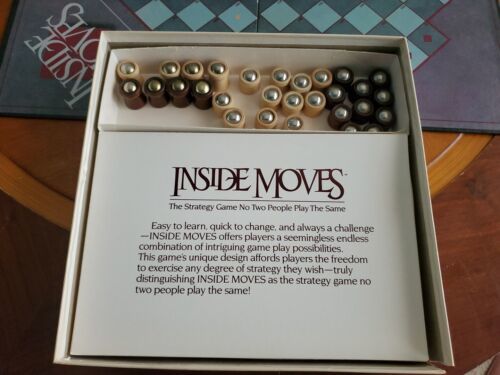 INSIDE MOVES
INSIDE MOVES™
The Strategy Game No Two People Play The Same
Easy to learn, quick to change, and always a challenge
—INSIDE MOVES offers players a seemingless endless
combination of intriguing game play possibilities.
This game's unique design affords players the freedom
to exercise any degree of strategy they wish—truly
distinguishing INSIDE MOVES as the strategy game no
two people play the same!